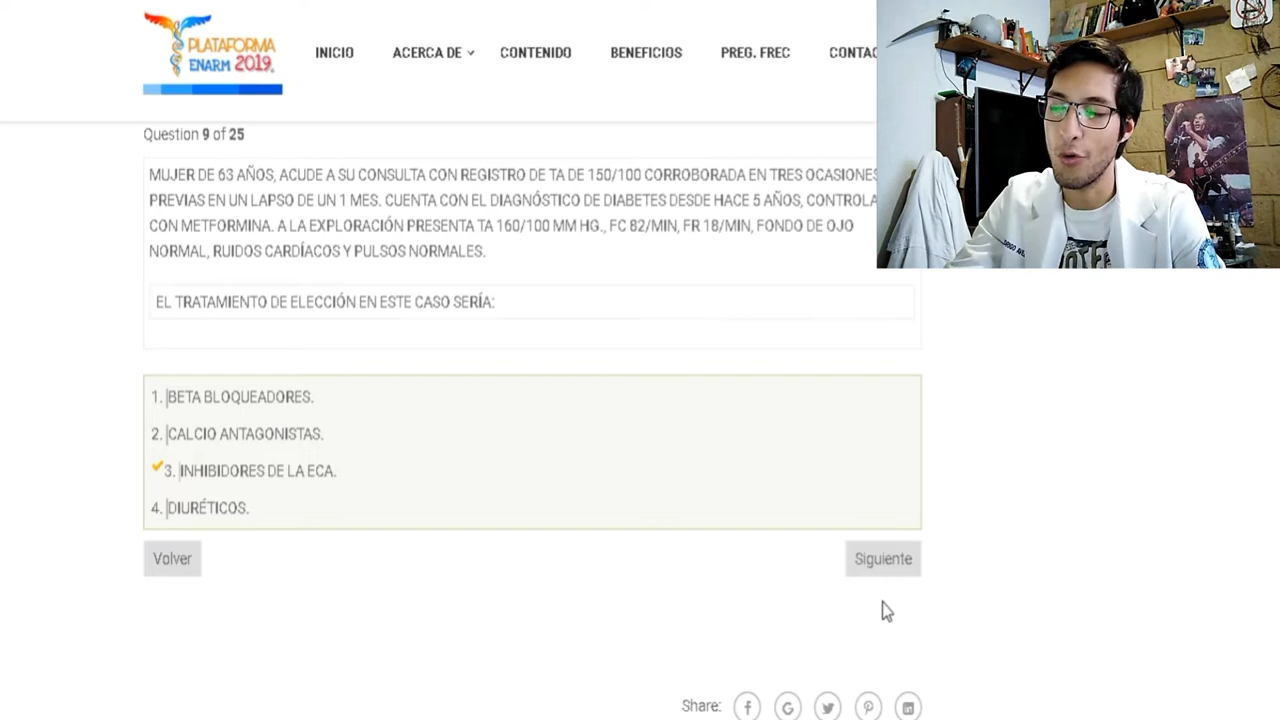 PLATAFORMA
ENARM 2019
INICIO
ACERCA DE
CONTENIDO
BENEFICIOS
PREG. FREC
Question 9 of 25
MUJER DE 63 AÑOS, ACUDE A SU CONSULTA CON REGISTRO DE TA DE 150/100 CORROBORADA EN TRES OCASIONES
PREVIAS EN UN LAPSO DE UN 1 MES. CUENTA CON EL DIAGNÓSTICO DE DIABETES DESDE HACE 5 AÑOS, CONTROLA
CON METFORMINA. A LA EXPLORACIÓN PRESENTA TA 160/100 MM HG., FC 82/MIN, FR 18/MIN, FONDO DE OJO
NORMAL, RUIDOS CARDÍACOS Y PULSOS NORMALES.
EL TRATAMIENTO DE ELECCIÓN EN ESTE CASO SERÍA:
1. BETA BLOQUEADORES.
2. CALCIO ANTAGONISTAS.
3. INHIBIDORES DE LA ECA.
4. DIURÉTICOS.
Volver
Siguiente
Share: